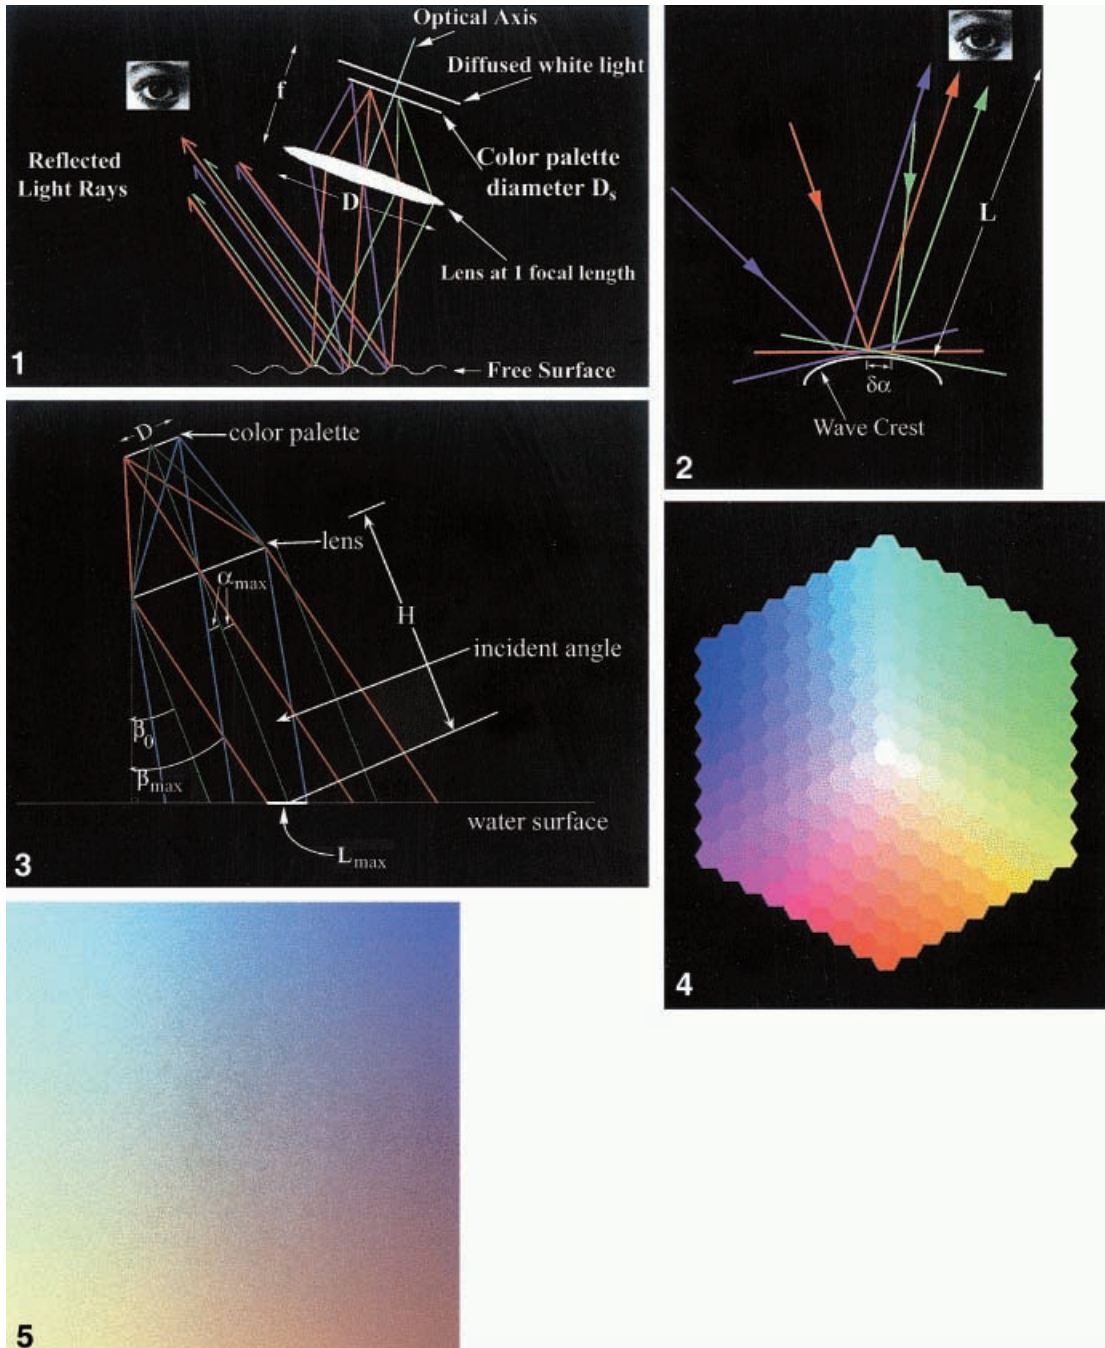 Optical Axis
Diffused white light
f
Reflected
Light Rays
Color palette
diameter Ds
D
Lens at 1 focal length
Free Surface
1
L
δα
Wave Crest
2
D
color palette
lens
αmax
H
incident angle
β0
βmax
water surface
Lmax
3
4
5